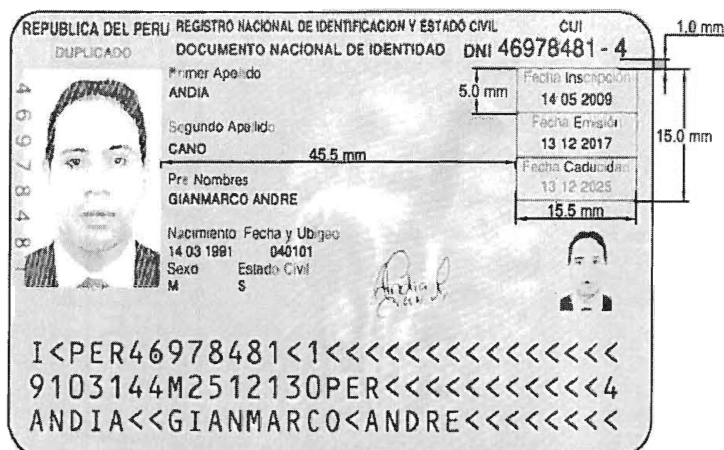 REPUBLICA DEL PERU REGISTRO NACIONAL DE IDENTIFICACION Y ESTADO CIVIL CUI
DUPLICADO DOCUMENTO NACIONAL DE IDENTIDAD DNI 46978481 - 4
1.0 mm
Primer Apellido
ANDIA
Segundo Apellido
CANO
Pre Nombres
GIANMARCO ANDRE
Nacimiento Fecha y Ubigeo
14 03 1991 040101
Sexo Estado Civil
M S
46978481
5.0 mm
45.5 mm
Fecha Inscripción
14 05 2009
Fecha Emisión
13 12 2017
Fecha Caducidad
13 12 2025
15.0 mm
15.5 mm
I<PER46978481<1<<<<<<<<<<<<<<<
9103144M2512130PER<<<<<<<<<<<4
ANDIA<<GIANMARCO<ANDRE<<<<<<<<